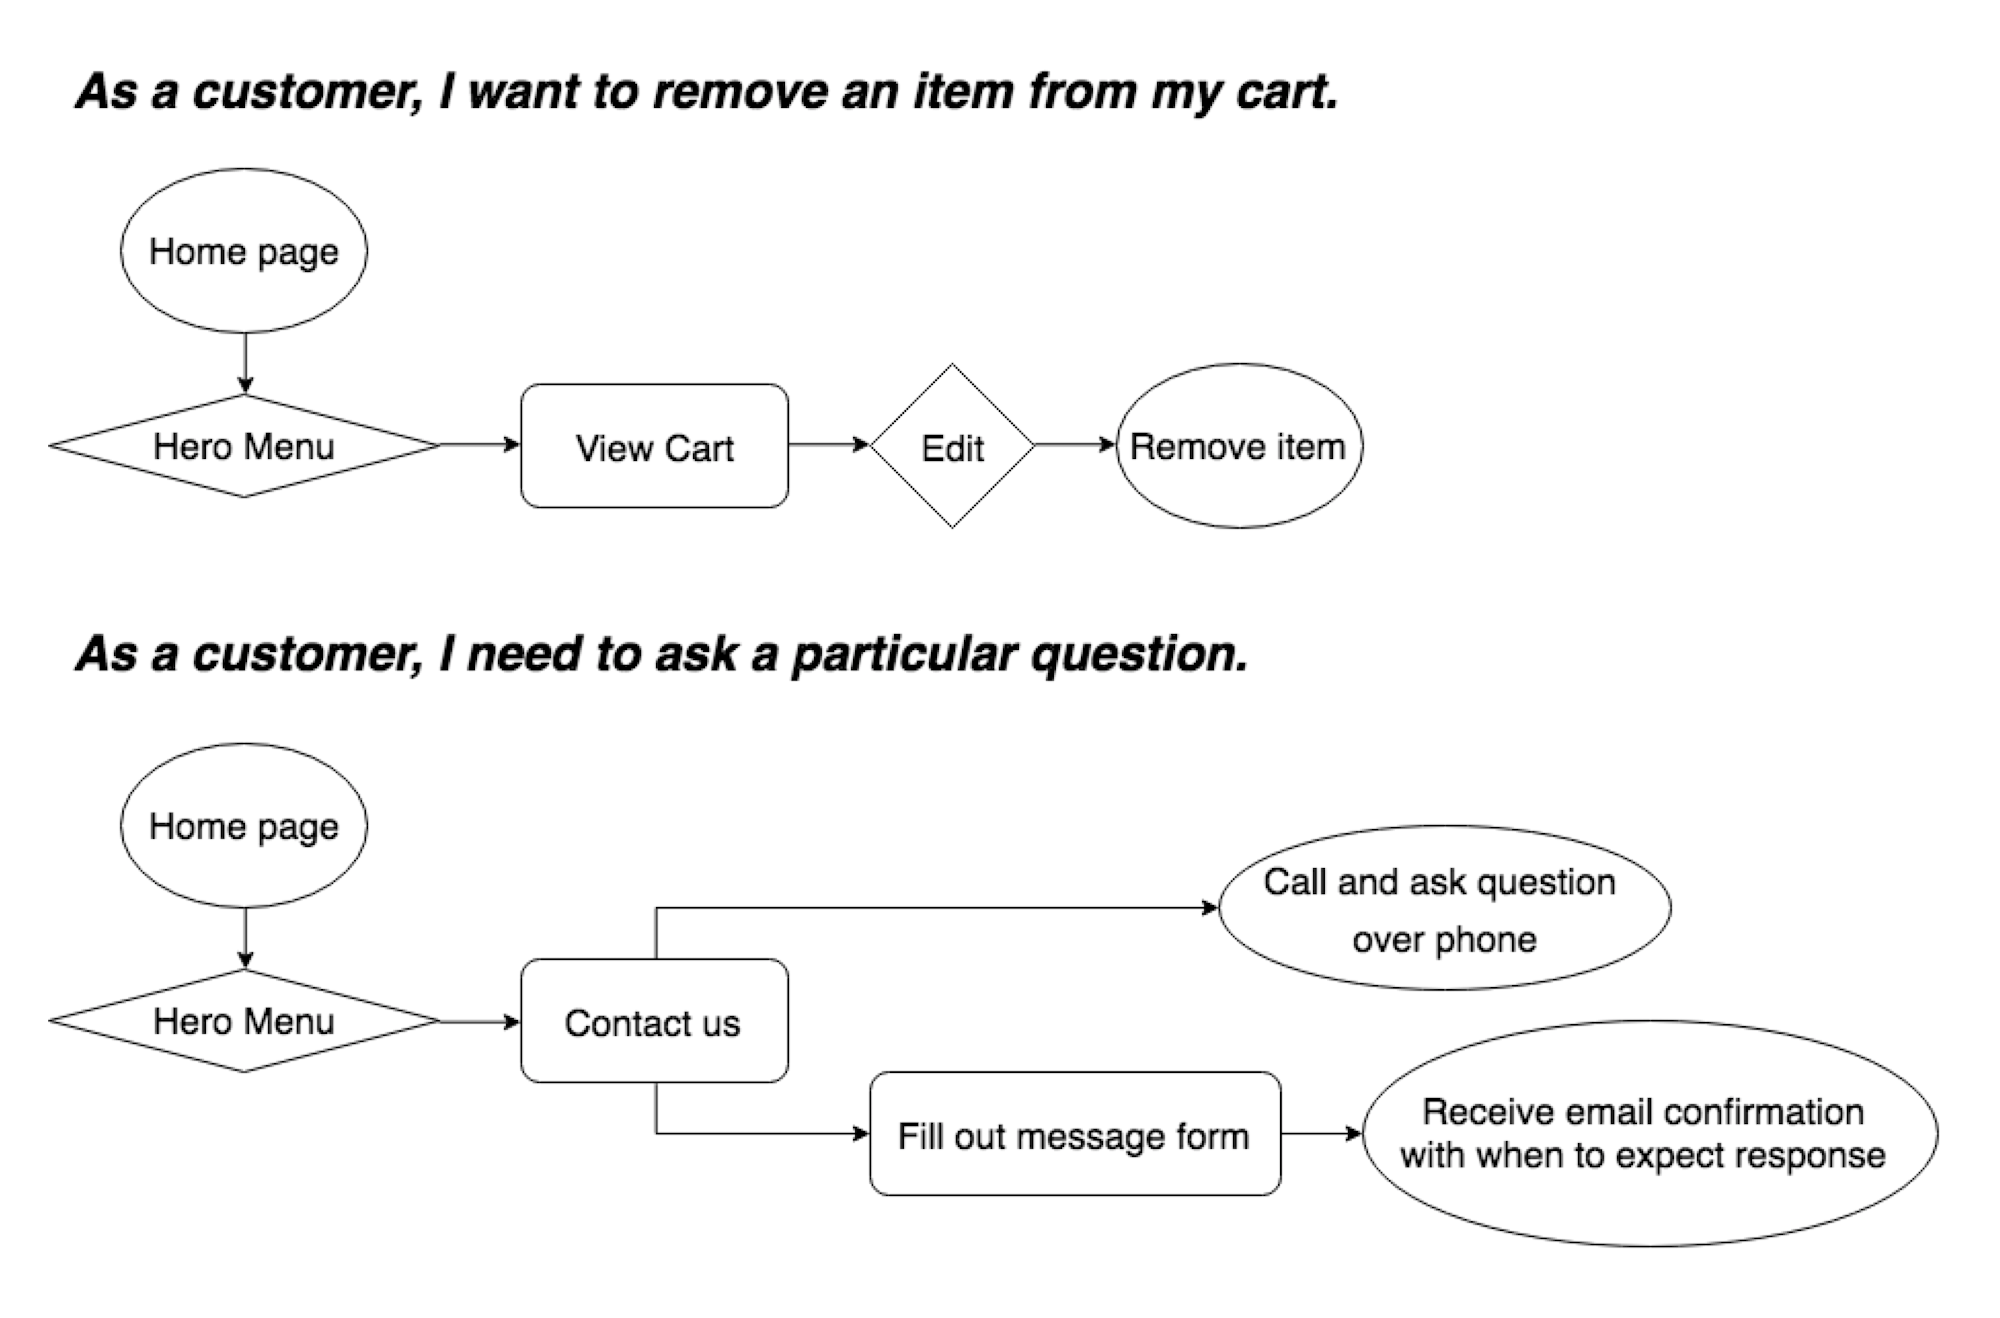 As a customer, I want to remove an item from my cart.
Home page
Hero Menu
View Cart
Edit
Remove item
As a customer, I need to ask a particular question.
Home page
Hero Menu
Contact us
Call and ask question
over phone
Fill out message form
Receive email confirmation
with when to expect response